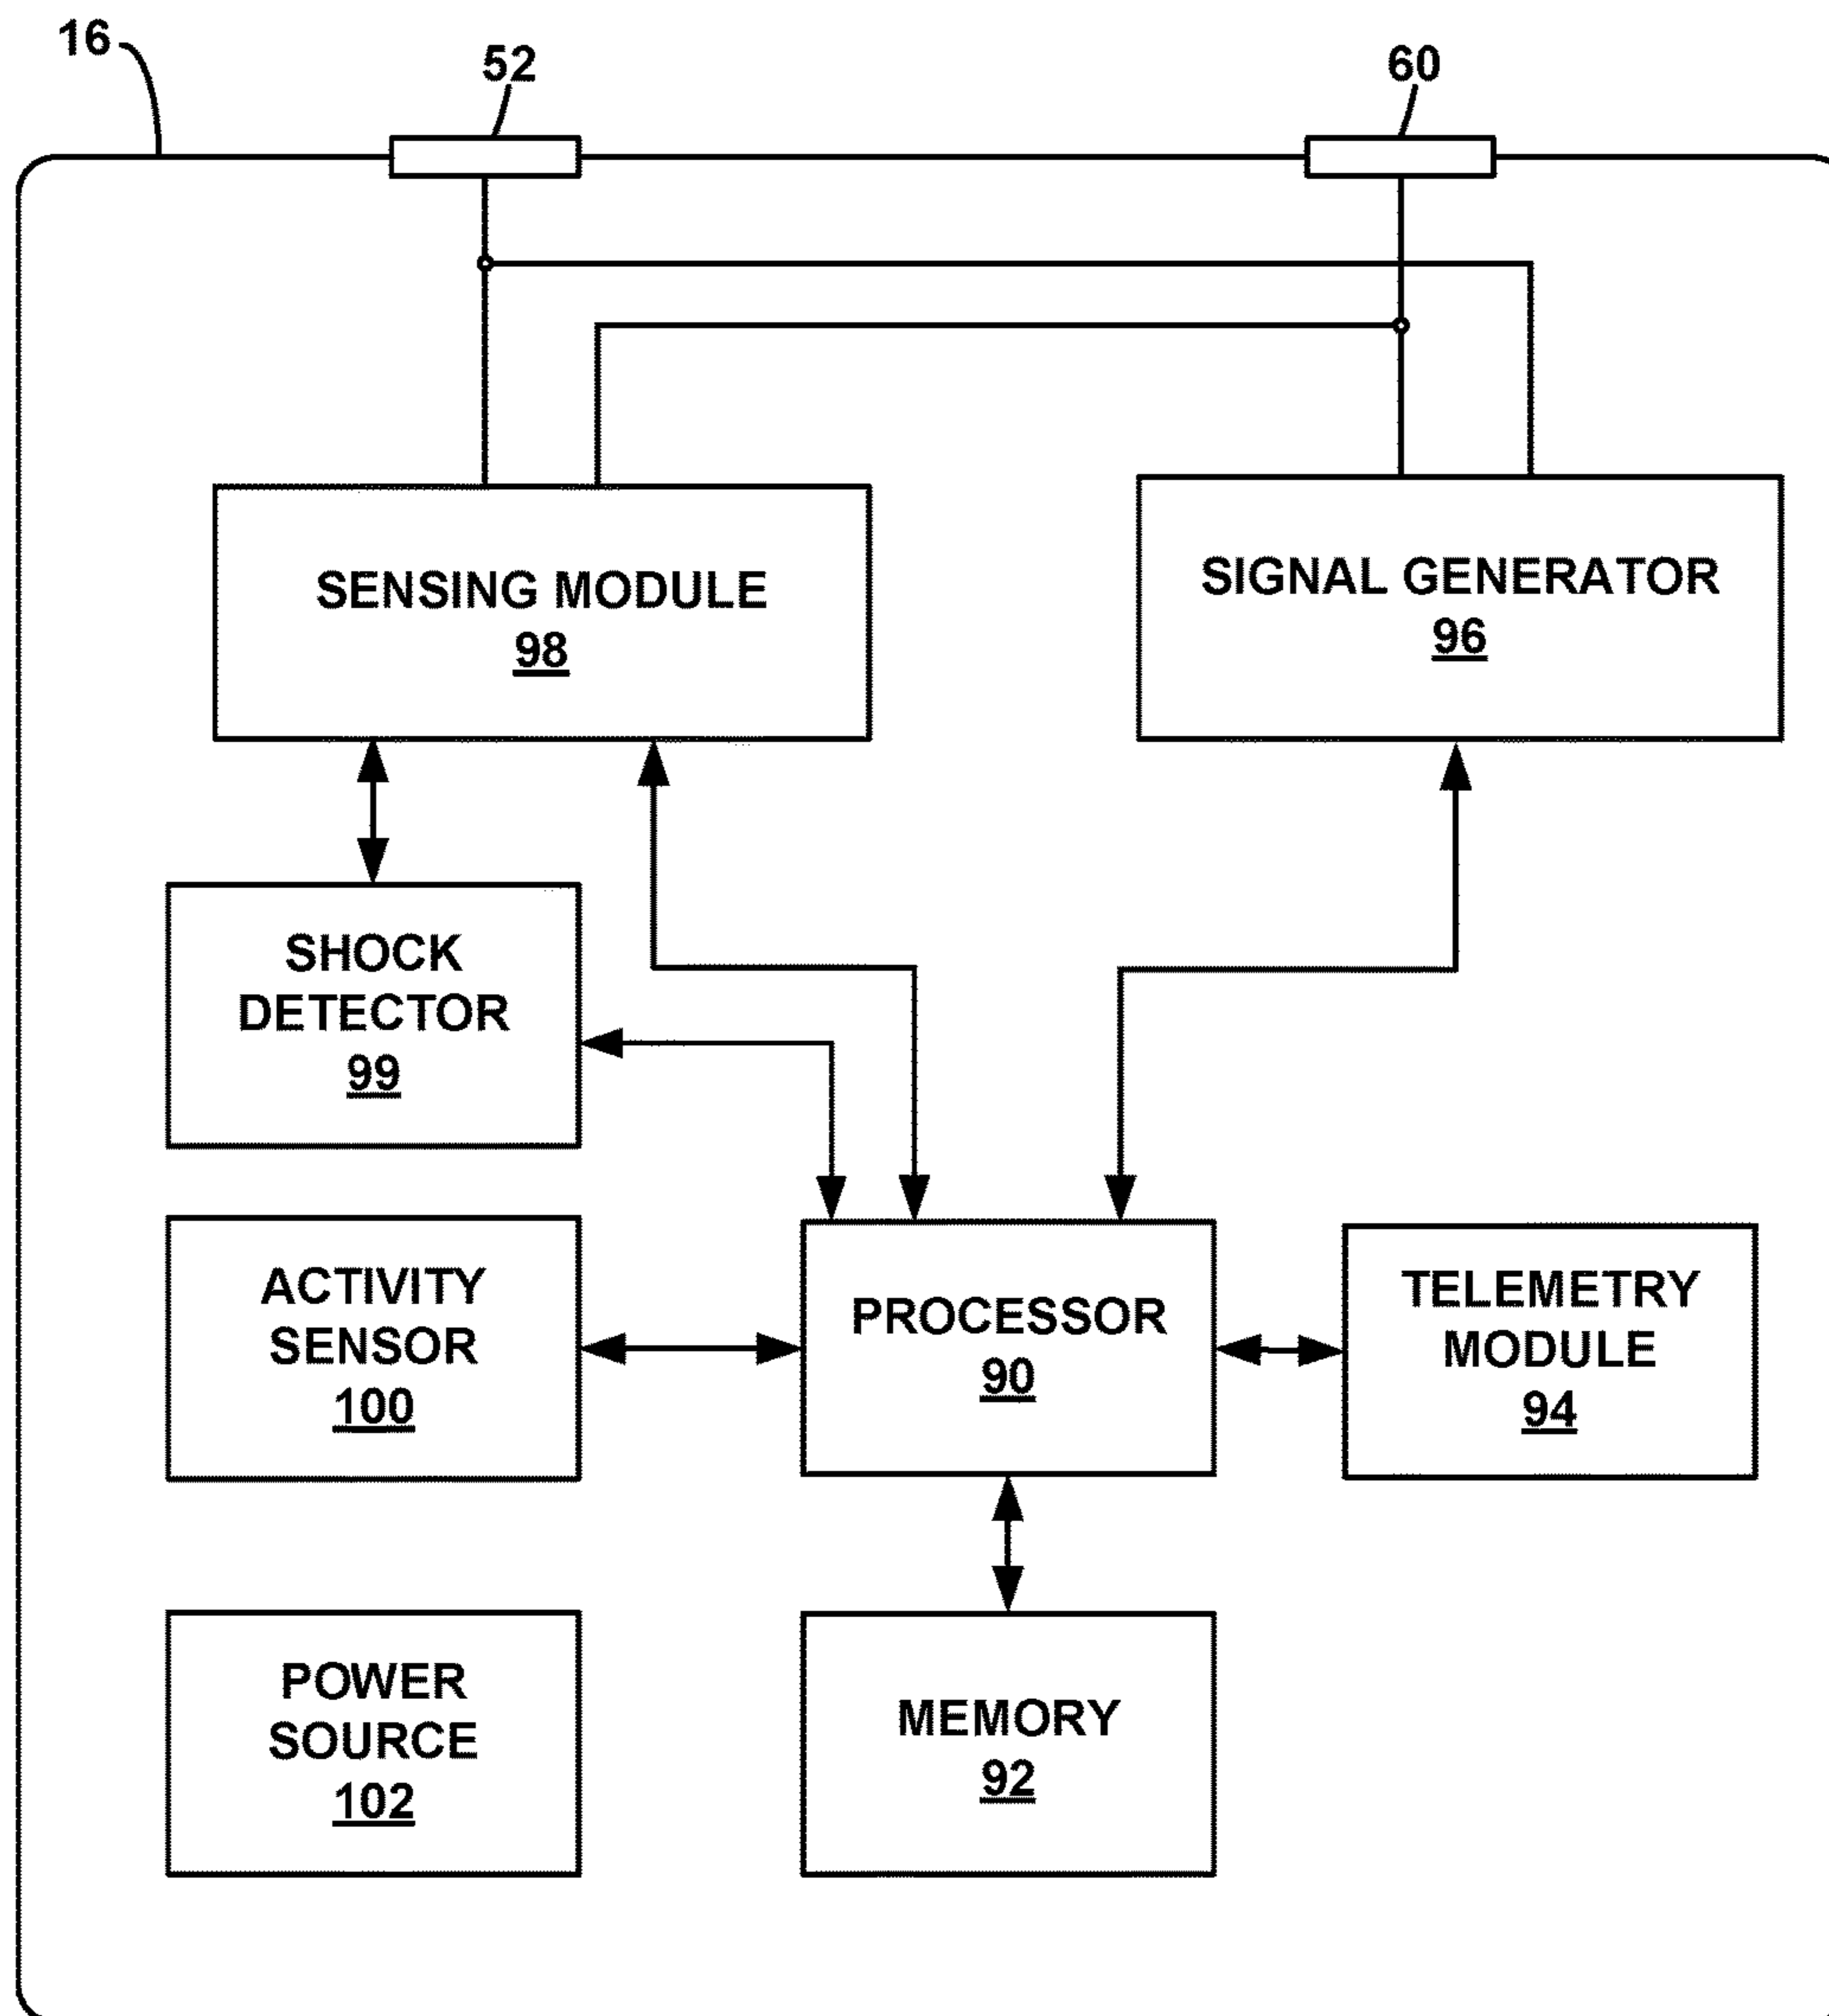 16
52
60
SENSING MODULE
98
SIGNAL GENERATOR
96
SHOCK
DETECTOR
99
ACTIVITY
SENSOR
100
PROCESSOR
90
TELEMETRY
MODULE
94
POWER
SOURCE
102
MEMORY
92